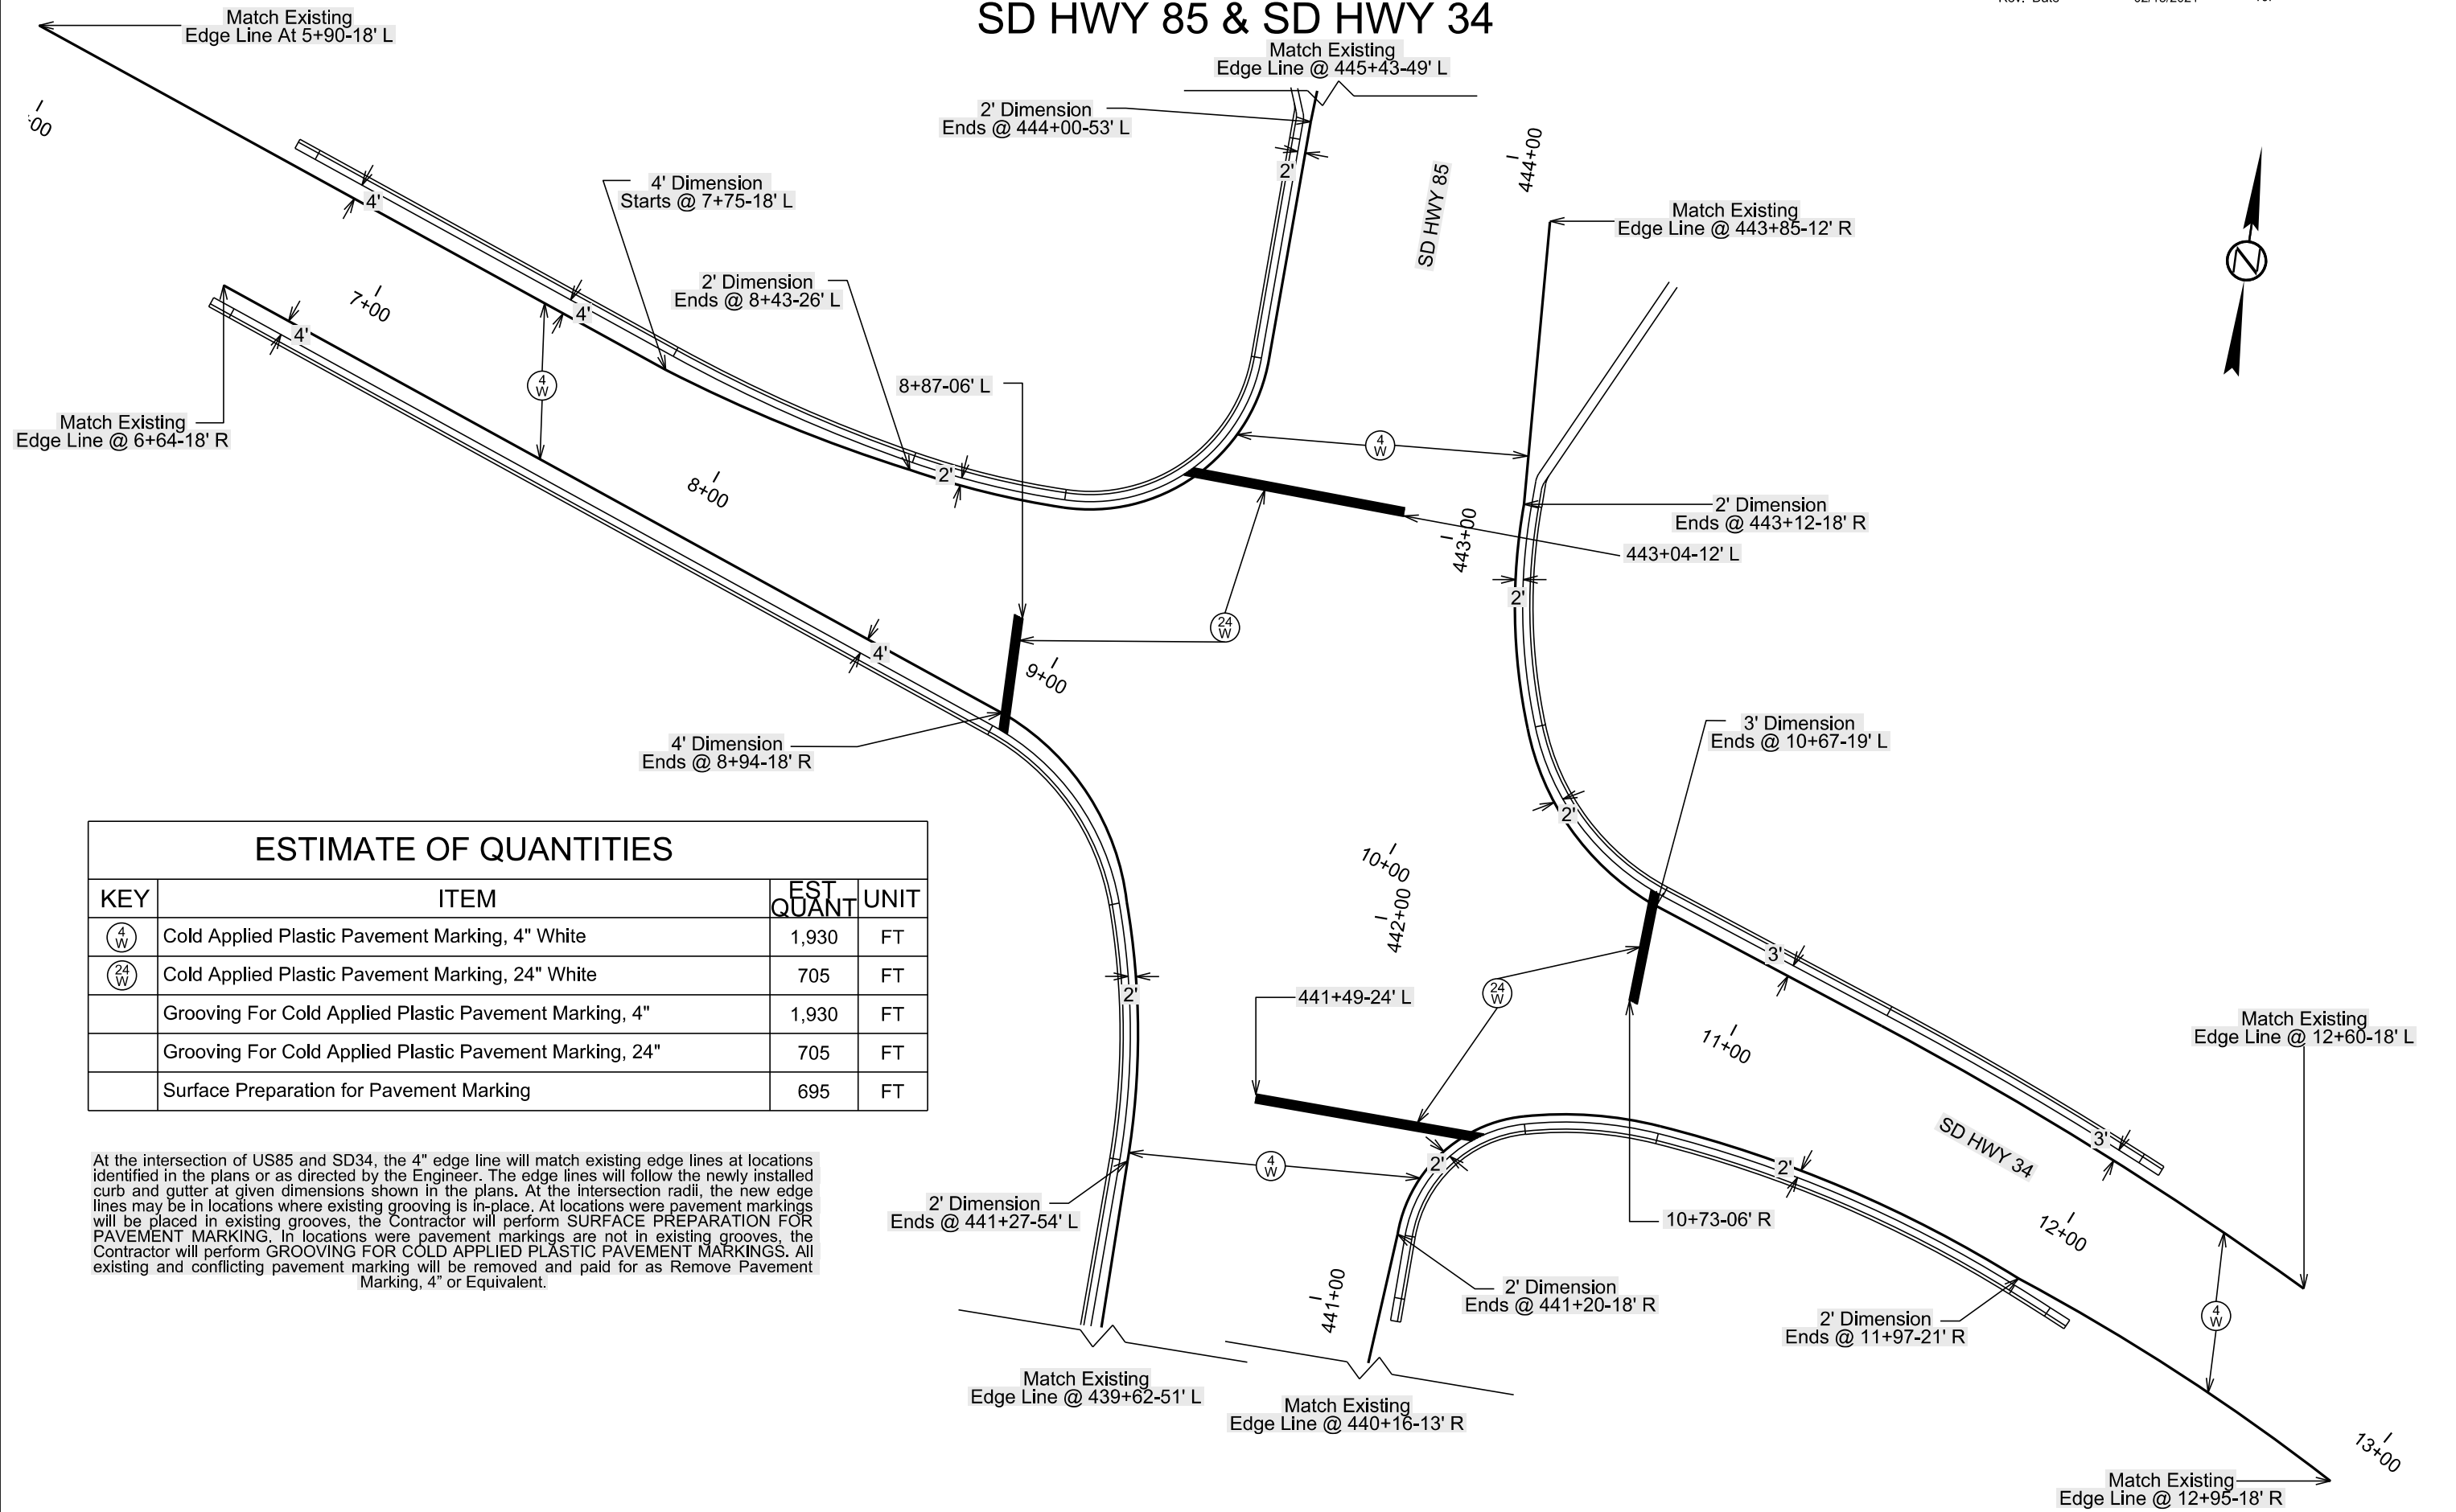 SD HWY 85 & SD HWY 34
Match Existing
Edge Line At 5+90-18' L
Match Existing
Edge Line @ 445+43-49' L
2' Dimension
Ends @ 444+00-53' L
2'
444+00
SD HWY 85
4' Dimension
Starts @ 7+75-18' L
4'
Match Existing
Edge Line @ 443+85-12' R
2' Dimension
Ends @ 8+43-26' L
7+00
4'
4'
4
W
8+87-06' L
Match Existing
Edge Line @ 6+64-18' R
4
W
2'
8+00
2' Dimension
Ends @ 443+12-18' R
443+00
443+04-12' L
2'
24
W
4'
9+00
4' Dimension
Ends @ 8+94-18' R
3' Dimension
Ends @ 10+67-19' L
2'
10+00
442+00
ESTIMATE OF QUANTITIES
KEY ITEM EST QUANT UNIT
4 W Cold Applied Plastic Pavement Marking, 4" White 1,930 FT
24 W Cold Applied Plastic Pavement Marking, 24" White 705 FT
Grooving For Cold Applied Plastic Pavement Marking, 4" 1,930 FT
Grooving For Cold Applied Plastic Pavement Marking, 24" 705 FT
Surface Preparation for Pavement Marking 695 FT
2'
3'
441+49-24' L
24
W
11+00
Match Existing
Edge Line @ 12+60-18' L
SD HWY 34
3'
At the intersection of US85 and SD34, the 4" edge line will match existing edge lines at locations
identified in the plans or as directed by the Engineer. The edge lines will follow the newly installed
curb and gutter at given dimensions shown in the plans. At the intersection radii, the new edge
lines may be in locations where existing grooving is in-place. At locations were pavement markings
will be placed in existing grooves, the Contractor will perform SURFACE PREPARATION FOR
PAVEMENT MARKING. In locations were pavement markings are not in existing grooves, the
Contractor will perform GROOVING FOR COLD APPLIED PLASTIC PAVEMENT MARKINGS. All
existing and conflicting pavement marking will be removed and paid for as Remove Pavement
Marking, 4" or Equivalent.
4
W
2'
2'
2' Dimension
Ends @ 441+27-54' L
10+73-06' R
12+00
441+00
2' Dimension
Ends @ 441+20-18' R
2' Dimension
Ends @ 11+97-21' R
4
W
Match Existing
Edge Line @ 439+62-51' L
Match Existing
Edge Line @ 440+16-13' R
13+00
Match Existing
Edge Line @ 12+95-18' R
N